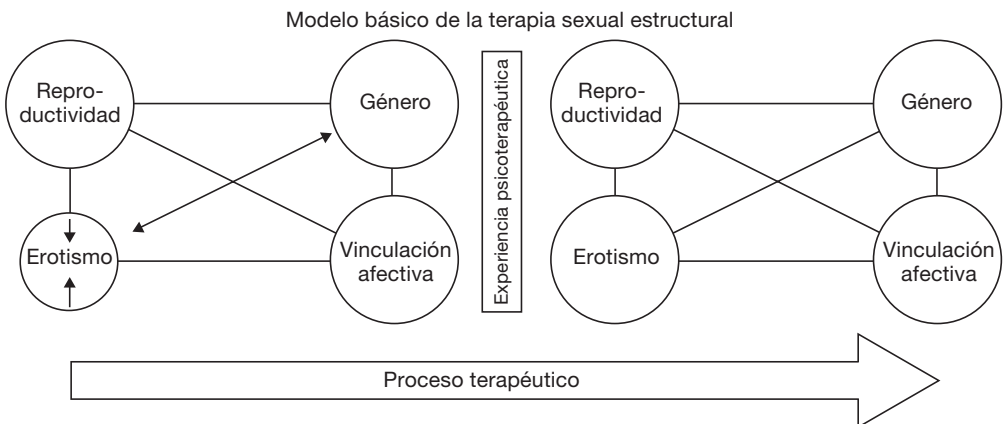 Modelo básico de la terapia sexual estructural
Repro-
ductividad
Género
Erotismo
Vinculación
afectiva
Experiencia psicoterapéutica
Repro-
ductividad
Género
Erotismo
Vinculación
afectiva
Proceso terapéutico